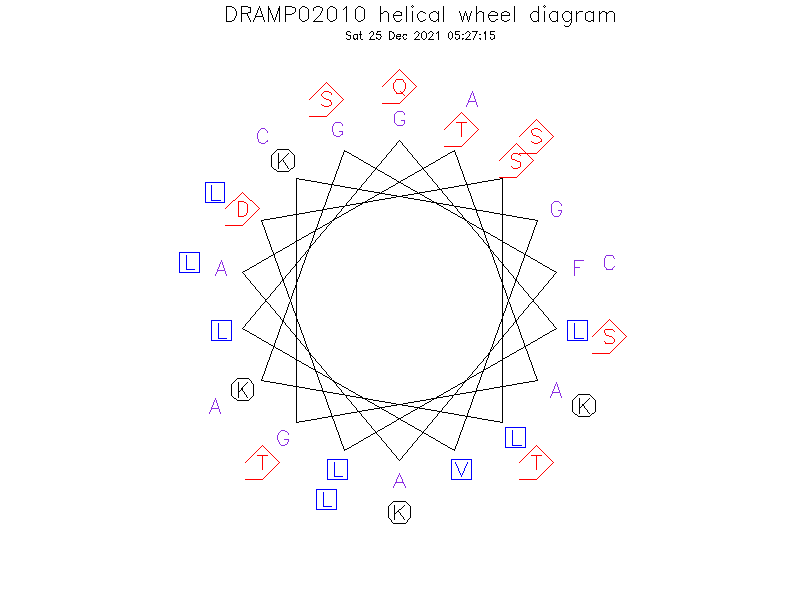 DRAMP02010 helical wheel diagram
Sat 25 Dec 2021 05:27:15
S Q A
G G T S
C K S
L D G
L A F C
L L S
A K A K
G L
T L V T
L A
K